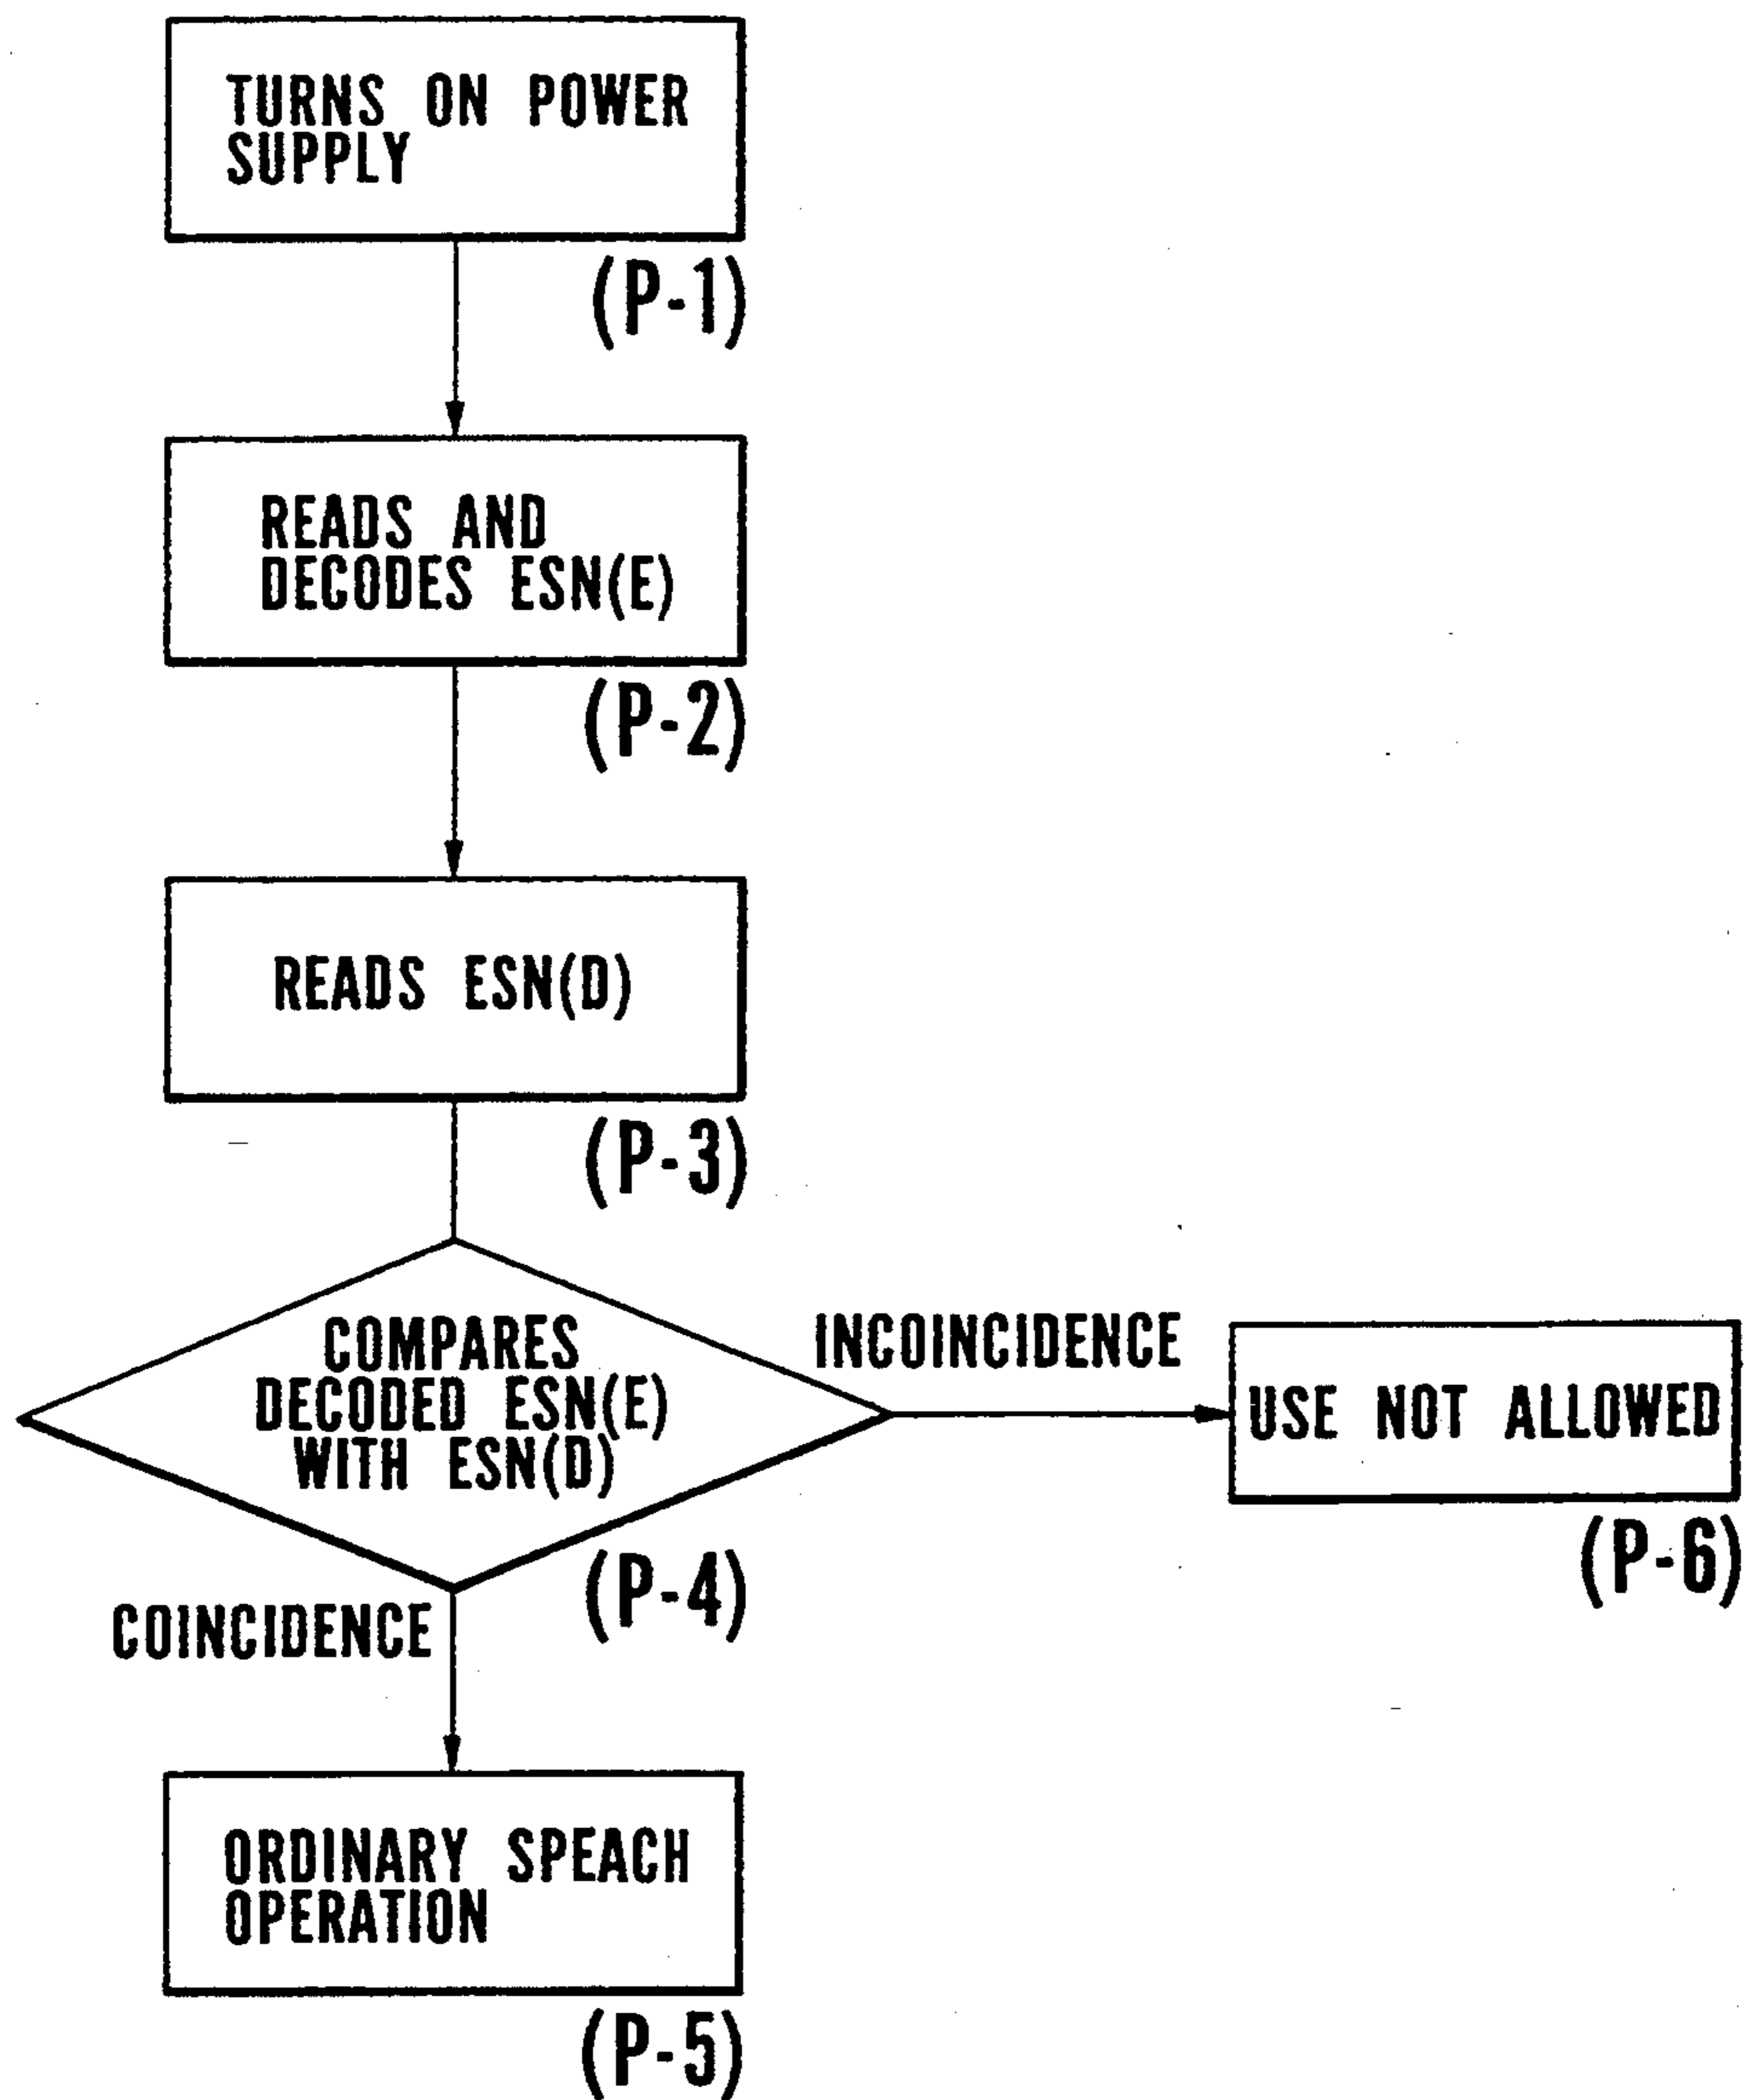 TURNS ON POWER
SUPPLY
(P-1)
READS AND
DECODES ESN(E)
(P-2)
READS ESN(D)
(P-3)
COMPARES
DECODED ESN(E)
WITH ESN(D)
(P-4)
INCOINCIDENCE
USE NOT ALLOWED
(P-6)
COINCIDENCE
ORDINARY SPEACH
OPERATION
(P-5)